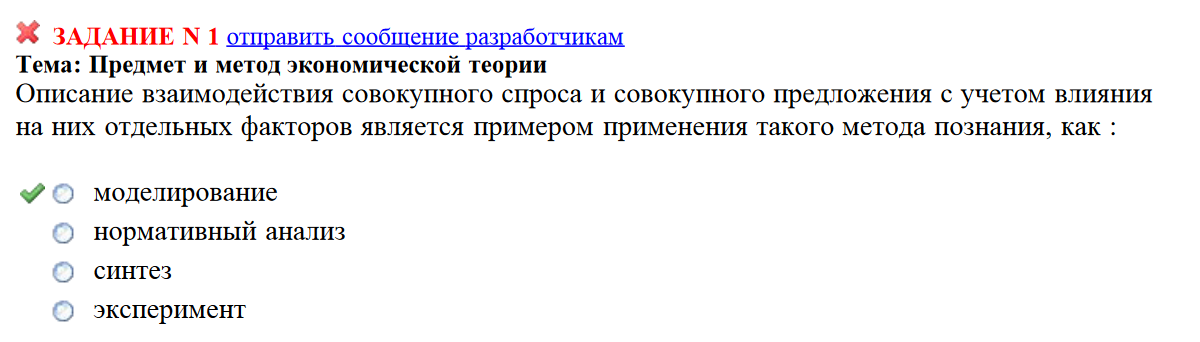 ЗАДАНИЕ N 1 отправить сообщение разработчикам
Тема: Предмет и метод экономической теории
Описание взаимодействия совокупного спроса и совокупного предложения с учетом влияния
на них отдельных факторов является примером применения такого метода познания, как :
моделирование
нормативный анализ
синтез
эксперимент